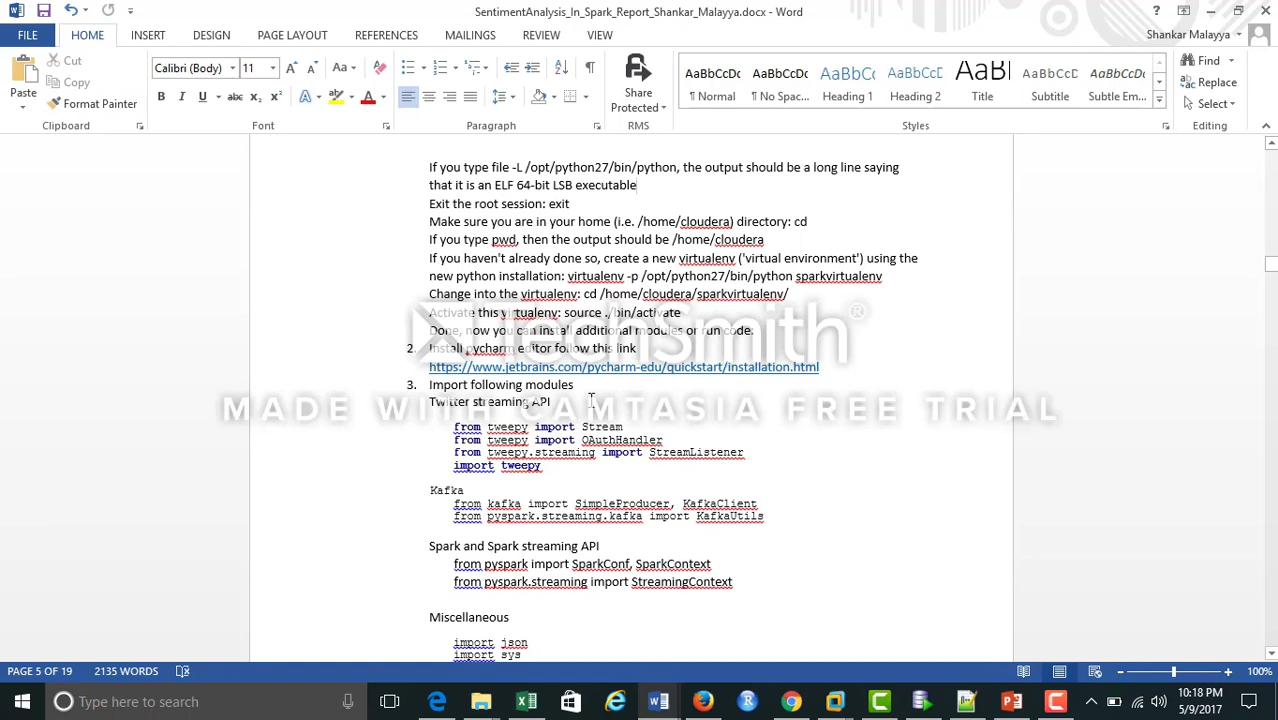 SentimentAnalysis_In_Spark_Report_Shankar_Malayya.docx - Word
FILE HOME INSERT DESIGN PAGE LAYOUT REFERENCES MAILINGS REVIEW VIEW Shankar Malayya
Cut
Copy
Format Painter
Paste
Clipboard
Calibri (Body) 11
Font
Paragraph
Share
Protected
RMS
AaBbCcDc AaBbCcDc AaBbCc AaBbCcD AaBI AaBbCcD AaBbCcDc
¶ Normal ¶ No Spac... Heading 1 Heading 2 Title Subtitle Subtle Em...
Styles
Find
Replace
Select
Editing
If you type file -L /opt/python27/bin/python, the output should be a long line saying
that it is an ELF 64-bit LSB executable
Exit the root session: exit
Make sure you are in your home (i.e. /home/cloudera) directory: cd
If you type pwd, then the output should be /home/cloudera
If you haven't already done so, create a new virtualenv ('virtual environment') using the
new python installation: virtualenv -p /opt/python27/bin/python sparkvirtualenv
Change into the virtualenv: cd /home/cloudera/sparkvirtualenv/
Activate this virtualenv: source ./bin/activate
Done, now you can install additional modules or run code.
2. Install pycharm editor follow this link
https://www.jetbrains.com/pycharm-edu/quickstart/installation.html
3. Import following modules
Twitter streaming API
from tweepy import Stream
from tweepy import OAuthHandler
from tweepy.streaming import StreamListener
import tweepy
Kafka
from kafka import SimpleProducer, KafkaClient
from pyspark.streaming.kafka import KafkaUtils
Spark and Spark streaming API
from pyspark import SparkConf, SparkContext
from pyspark.streaming import StreamingContext
Miscellaneous
import json
import sys
TechSmith®
MADE WITH CAMTASIA FREE TRIAL
PAGE 5 OF 19 2135 WORDS 100%
Type here to search
10:18 PM
5/9/2017